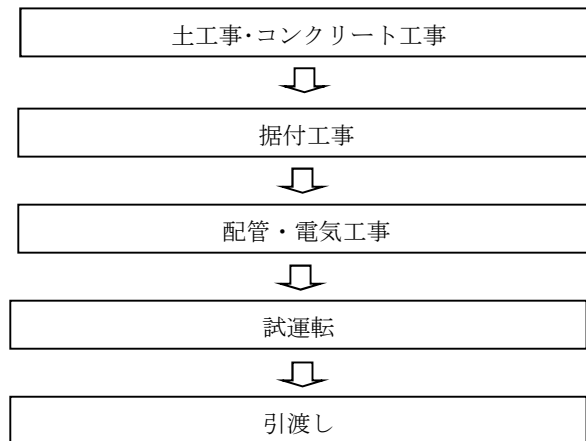 土工事･コンクリート工事
据付工事
配管・電気工事
試運転
引渡し